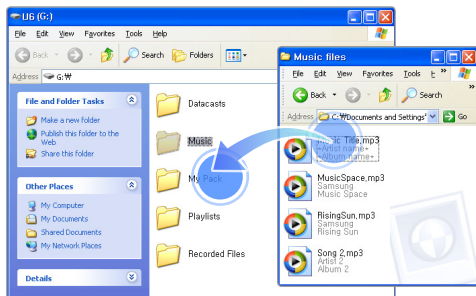 U6 (G:)
File Edit View Favorites Tools Help
Back Search Folders
Address G:₩
File and Folder Tasks
Make a new folder
Publish this folder to the
Web
Share this folder
Other Places
My Computer
My Documents
Shared Documents
My Network Places
Details
Datacasts
Music
My Pack
Playlists
Recorded Files
Music files
File Edit View Favorites Tools »
Back Search »
Address C:₩Documents and Settings₩ Go
Music Title,mp3
-Artist name-
-Album name-
MusicSpace,mp3
Samsung
Music Space
RisingSun,mp3
Samsung
Rising Sun
Song 2,mp3
Artist 2
Album 2